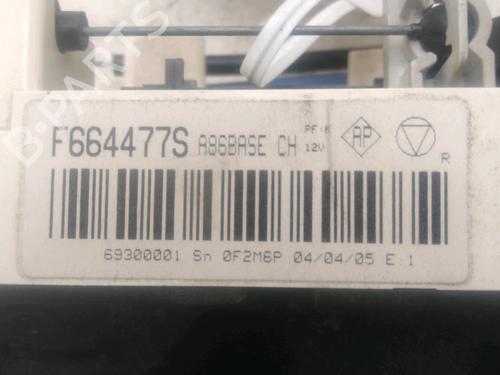 B-PARTS
F664477S A86BASE CH PF:K 12V AP R
69300001 Sn 0F2M6P 04/04/05 E:1